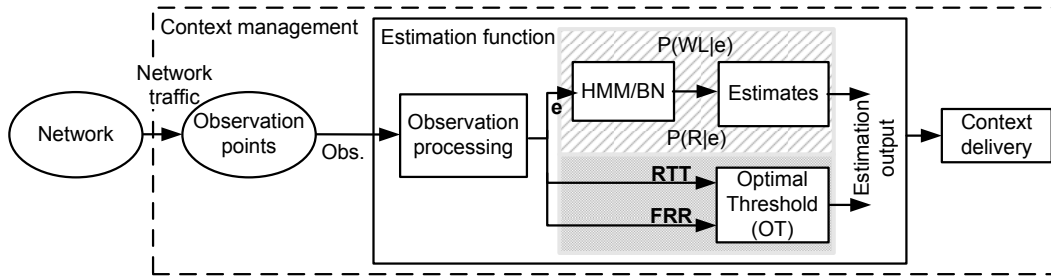 Context management
Network
traffic
Network
Observation
points
Obs.
Estimation function
Observation
processing
e
P(WL|e)
HMM/BN
Estimates
P(R|e)
RTT
FRR
Optimal
Threshold
(OT)
Estimation
output
Context
delivery